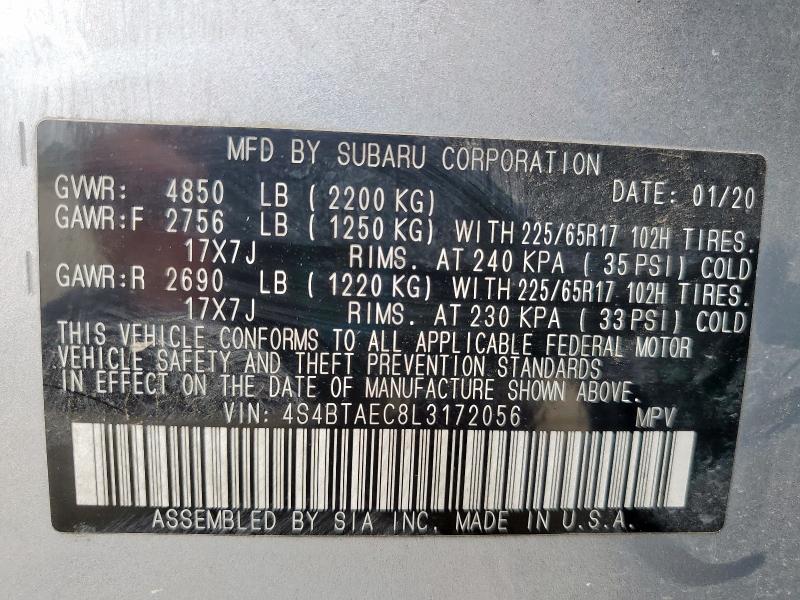 MFD BY SUBARU CORPORATION
GVWR: 4850 LB ( 2200 KG) DATE: 01/20
GAWR:F 2756 LB ( 1250 KG) WITH 225/65R17 102H TIRES.
17X7J RIMS. AT 240 KPA ( 35 PSI) COLD
GAWR:R 2690 LB ( 1220 KG) WITH 225/65R17 102H TIRES.
17X7J RIMS. AT 230 KPA ( 33 PSI) COLD
THIS VEHICLE CONFORMS TO ALL APPLICABLE FEDERAL MOTOR
VEHICLE SAFETY AND THEFT PREVENTION STANDARDS
IN EFFECT ON THE DATE OF MANUFACTURE SHOWN ABOVE.
VIN: 4S4BTAEC8L3172056 MPV
ASSEMBLED BY SIA INC. MADE IN U.S.A.